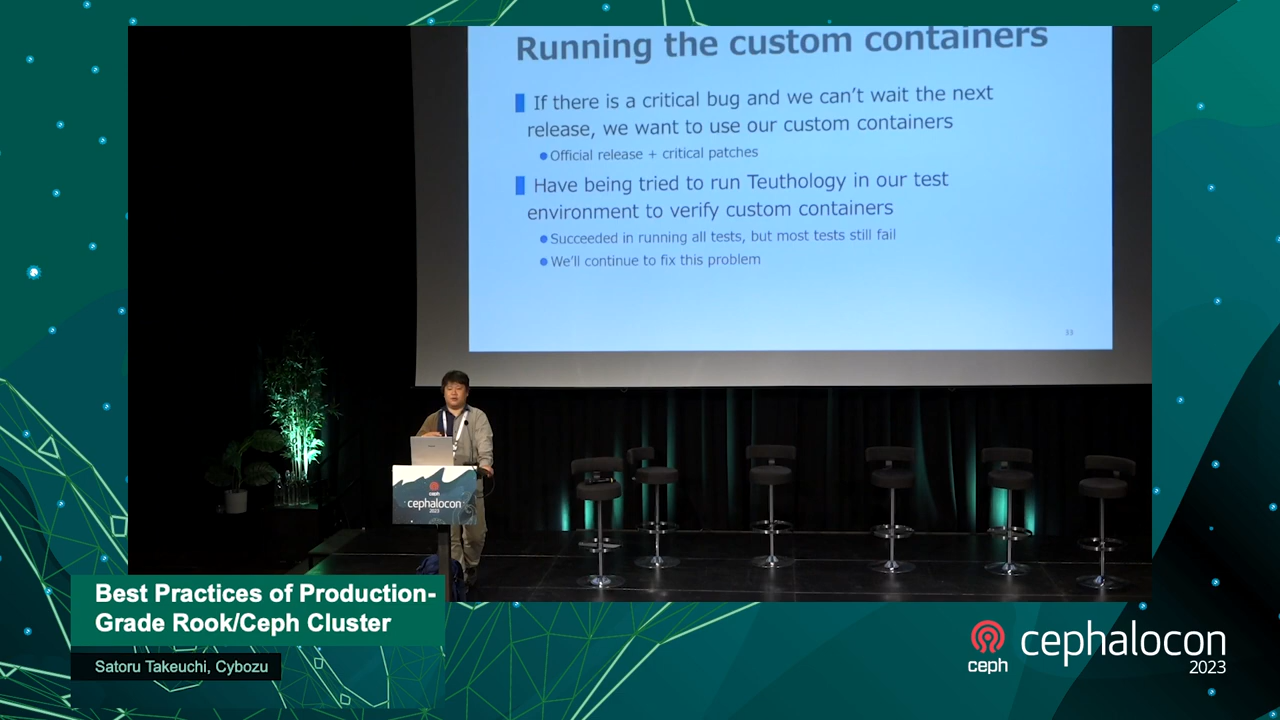 Running the custom containers
If there is a critical bug and we can't wait the next
release, we want to use our custom containers
Official release + critical patches
Have being tried to run Teuthology in our test
environment to verify custom containers
Succeeded in running all tests, but most tests still fail
We'll continue to fix this problem
33
ceph
cephalocon
2023
Best Practices of Production-
Grade Rook/Ceph Cluster
Satoru Takeuchi, Cybozu
ceph
cephalocon
2023